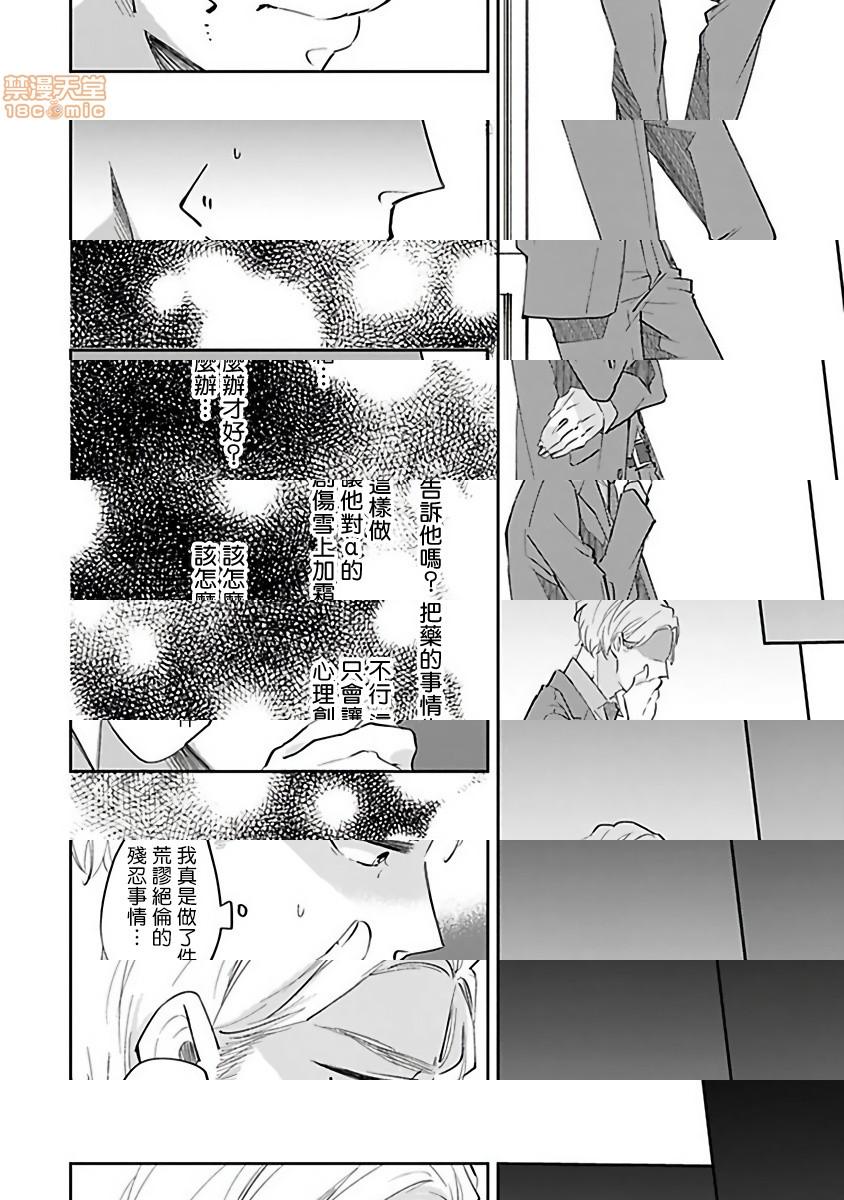 禁漫天堂
18comic
我真是做了件
荒謬絕倫的
殘忍事情…
把藥的事情告訴他嗎？
不行 這樣做
只會讓他對α的
心理創傷雪上加霜…
該怎麼辦才好？
該怎麼辦…